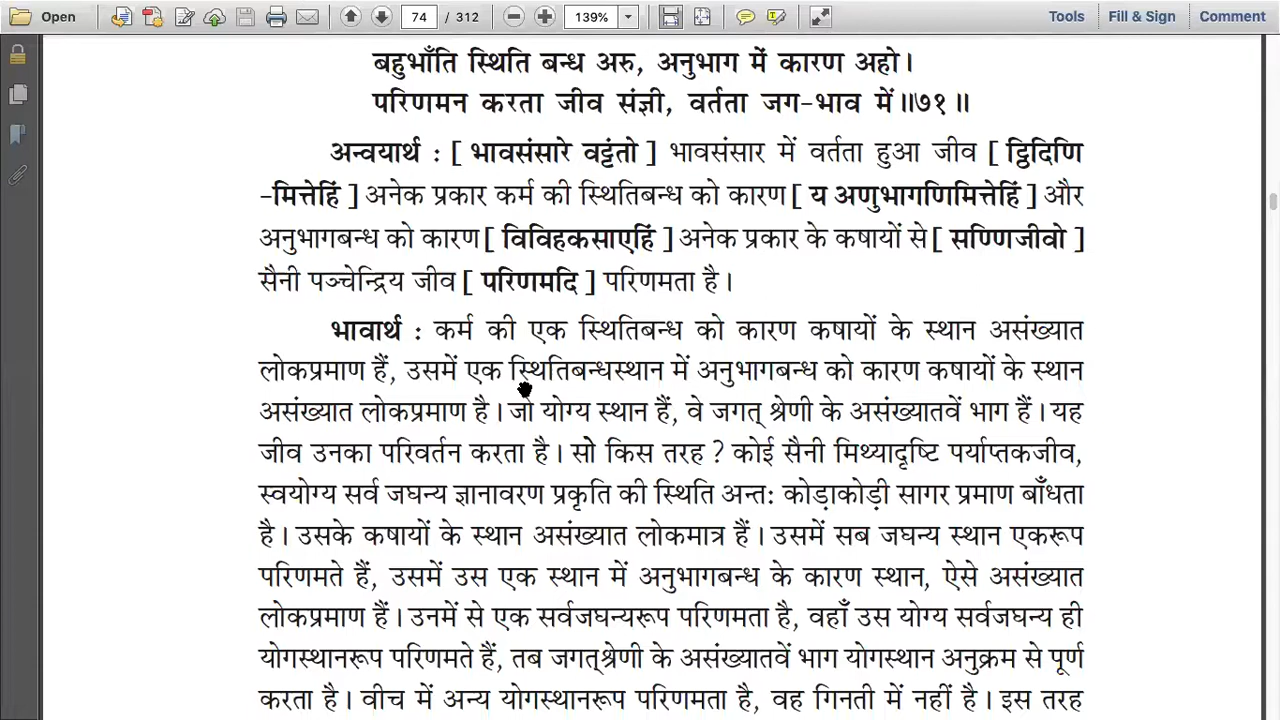 Open 74 / 312 139% Tools Fill & Sign Comment
बहुभाँति स्थिति बन्ध अरु, अनुभाग में कारण अहो।
परिणमन करता जीव संज्ञी, वर्तता जग-भाव में॥७१॥
अन्वयार्थ : [ भावसंसारे वट्टंतो ] भावसंसार में वर्तता हुआ जीव [ ट्ठिदिणि
-मित्तेहिं ] अनेक प्रकार कर्म की स्थितिबन्ध को कारण [ य अणुभागणिमित्तेहिं ] और
अनुभागबन्ध को कारण [ विविहकसाएहिं ] अनेक प्रकार के कषायों से [ सण्णिजीवो ]
सैनी पञ्चेन्द्रिय जीव [ परिणमदि ] परिणमता है।
भावार्थ : कर्म की एक स्थितिबन्ध को कारण कषायों के स्थान असंख्यात
लोकप्रमाण हैं, उसमें एक स्थितिबन्धस्थान में अनुभागबन्ध को कारण कषायों के स्थान
असंख्यात लोकप्रमाण है। जो योग्य स्थान हैं, वे जगत् श्रेणी के असंख्यातवें भाग हैं। यह
जीव उनका परिवर्तन करता है। सो किस तरह ? कोई सैनी मिथ्यादृष्टि पर्याप्तकजीव,
स्वयोग्य सर्व जघन्य ज्ञानावरण प्रकृति की स्थिति अन्त: कोड़ाकोड़ी सागर प्रमाण बाँधता
है। उसके कषायों के स्थान असंख्यात लोकमात्र हैं। उसमें सब जघन्य स्थान एकरूप
परिणमते हैं, उसमें उस एक स्थान में अनुभागबन्ध के कारण स्थान, ऐसे असंख्यात
लोकप्रमाण हैं। उनमें से एक सर्वजघन्यरूप परिणमता है, वहाँ उस योग्य सर्वजघन्य ही
योगस्थानरूप परिणमते हैं, तब जगत्श्रेणी के असंख्यातवें भाग योगस्थान अनुक्रम से पूर्ण
करता है। वीच में अन्य योगस्थानरूप परिणमता है, वह गिनती में नहीं है। इस तरह